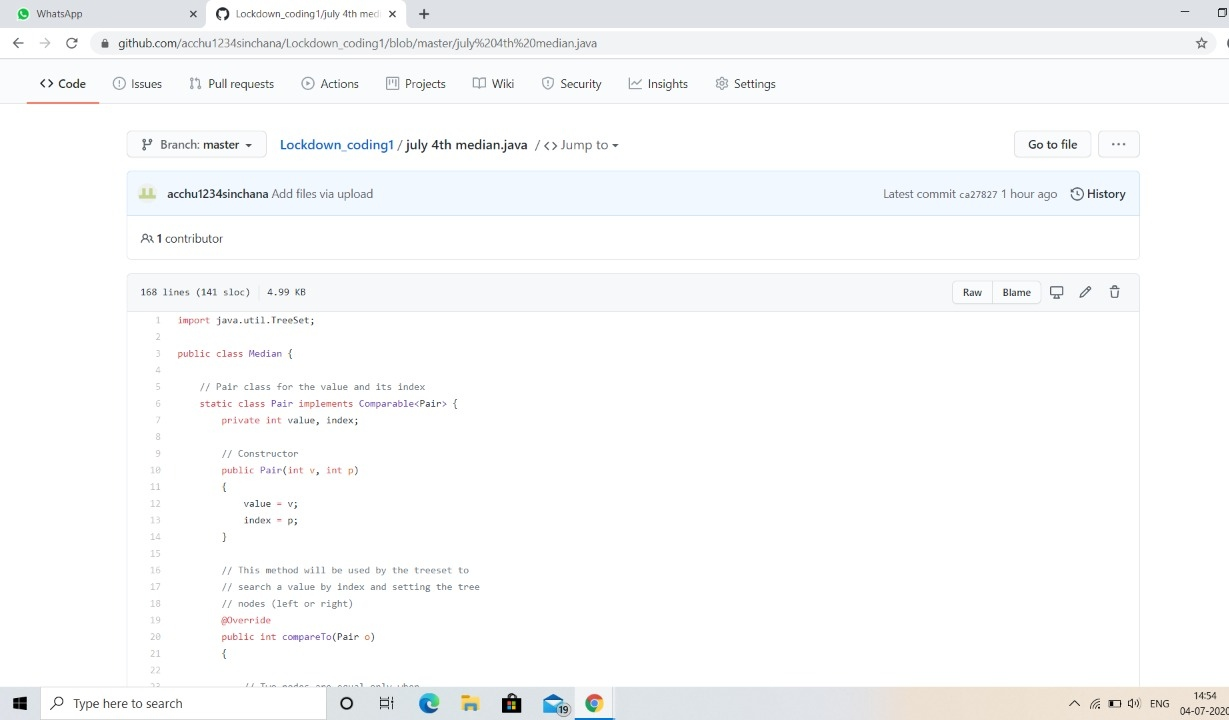 WhatsApp
Lockdown_coding1/july 4th med
github.com/acchu1234sinchana/Lockdown_coding1/blob/master/july%204th%20median.java
<> Code Issues Pull requests Actions Projects Wiki Security Insights Settings
Branch: master Lockdown_coding1 / july 4th median.java / <> Jump to Go to file ...
acchu1234sinchana Add files via upload Latest commit ca27827 1 hour ago History
1 contributor
168 lines (141 sloc) 4.99 KB Raw Blame
1 import java.util.TreeSet;
2
3 public class Median {
4
5 // Pair class for the value and its index
6 static class Pair implements Comparable<Pair> {
7 private int value, index;
8
9 // Constructor
10 public Pair(int v, int p)
11 {
12 value = v;
13 index = p;
14 }
15
16 // This method will be used by the treeset to
17 // search a value by index and setting the tree
18 // nodes (left or right)
19 @Override
20 public int compareTo(Pair o)
21 {
22
23 // Two nodes are equal only when
Type here to search 19 ENG 14:54
04-07-2020